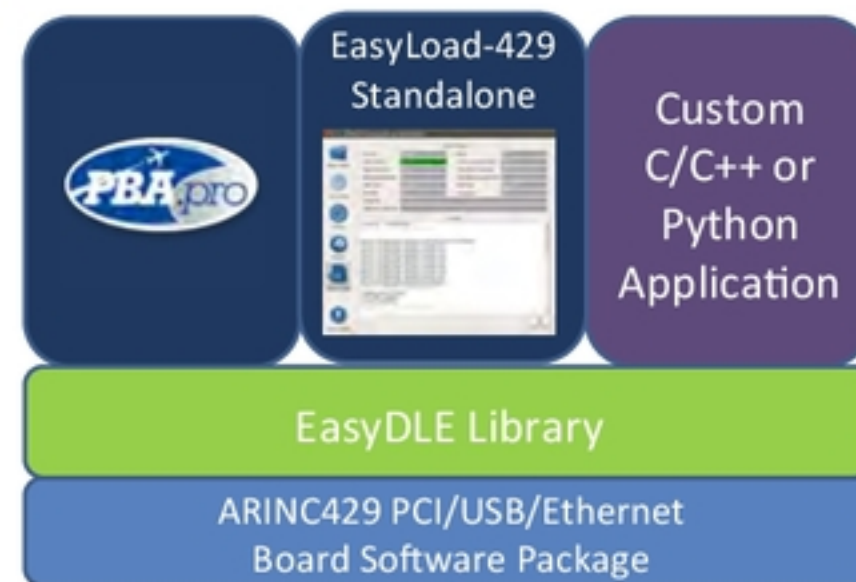 PBA.pro
EasyLoad-429
Standalone
Custom
C/C++ or
Python
Application
EasyDLE Library
ARINC429 PCI/USB/Ethernet
Board Software Package